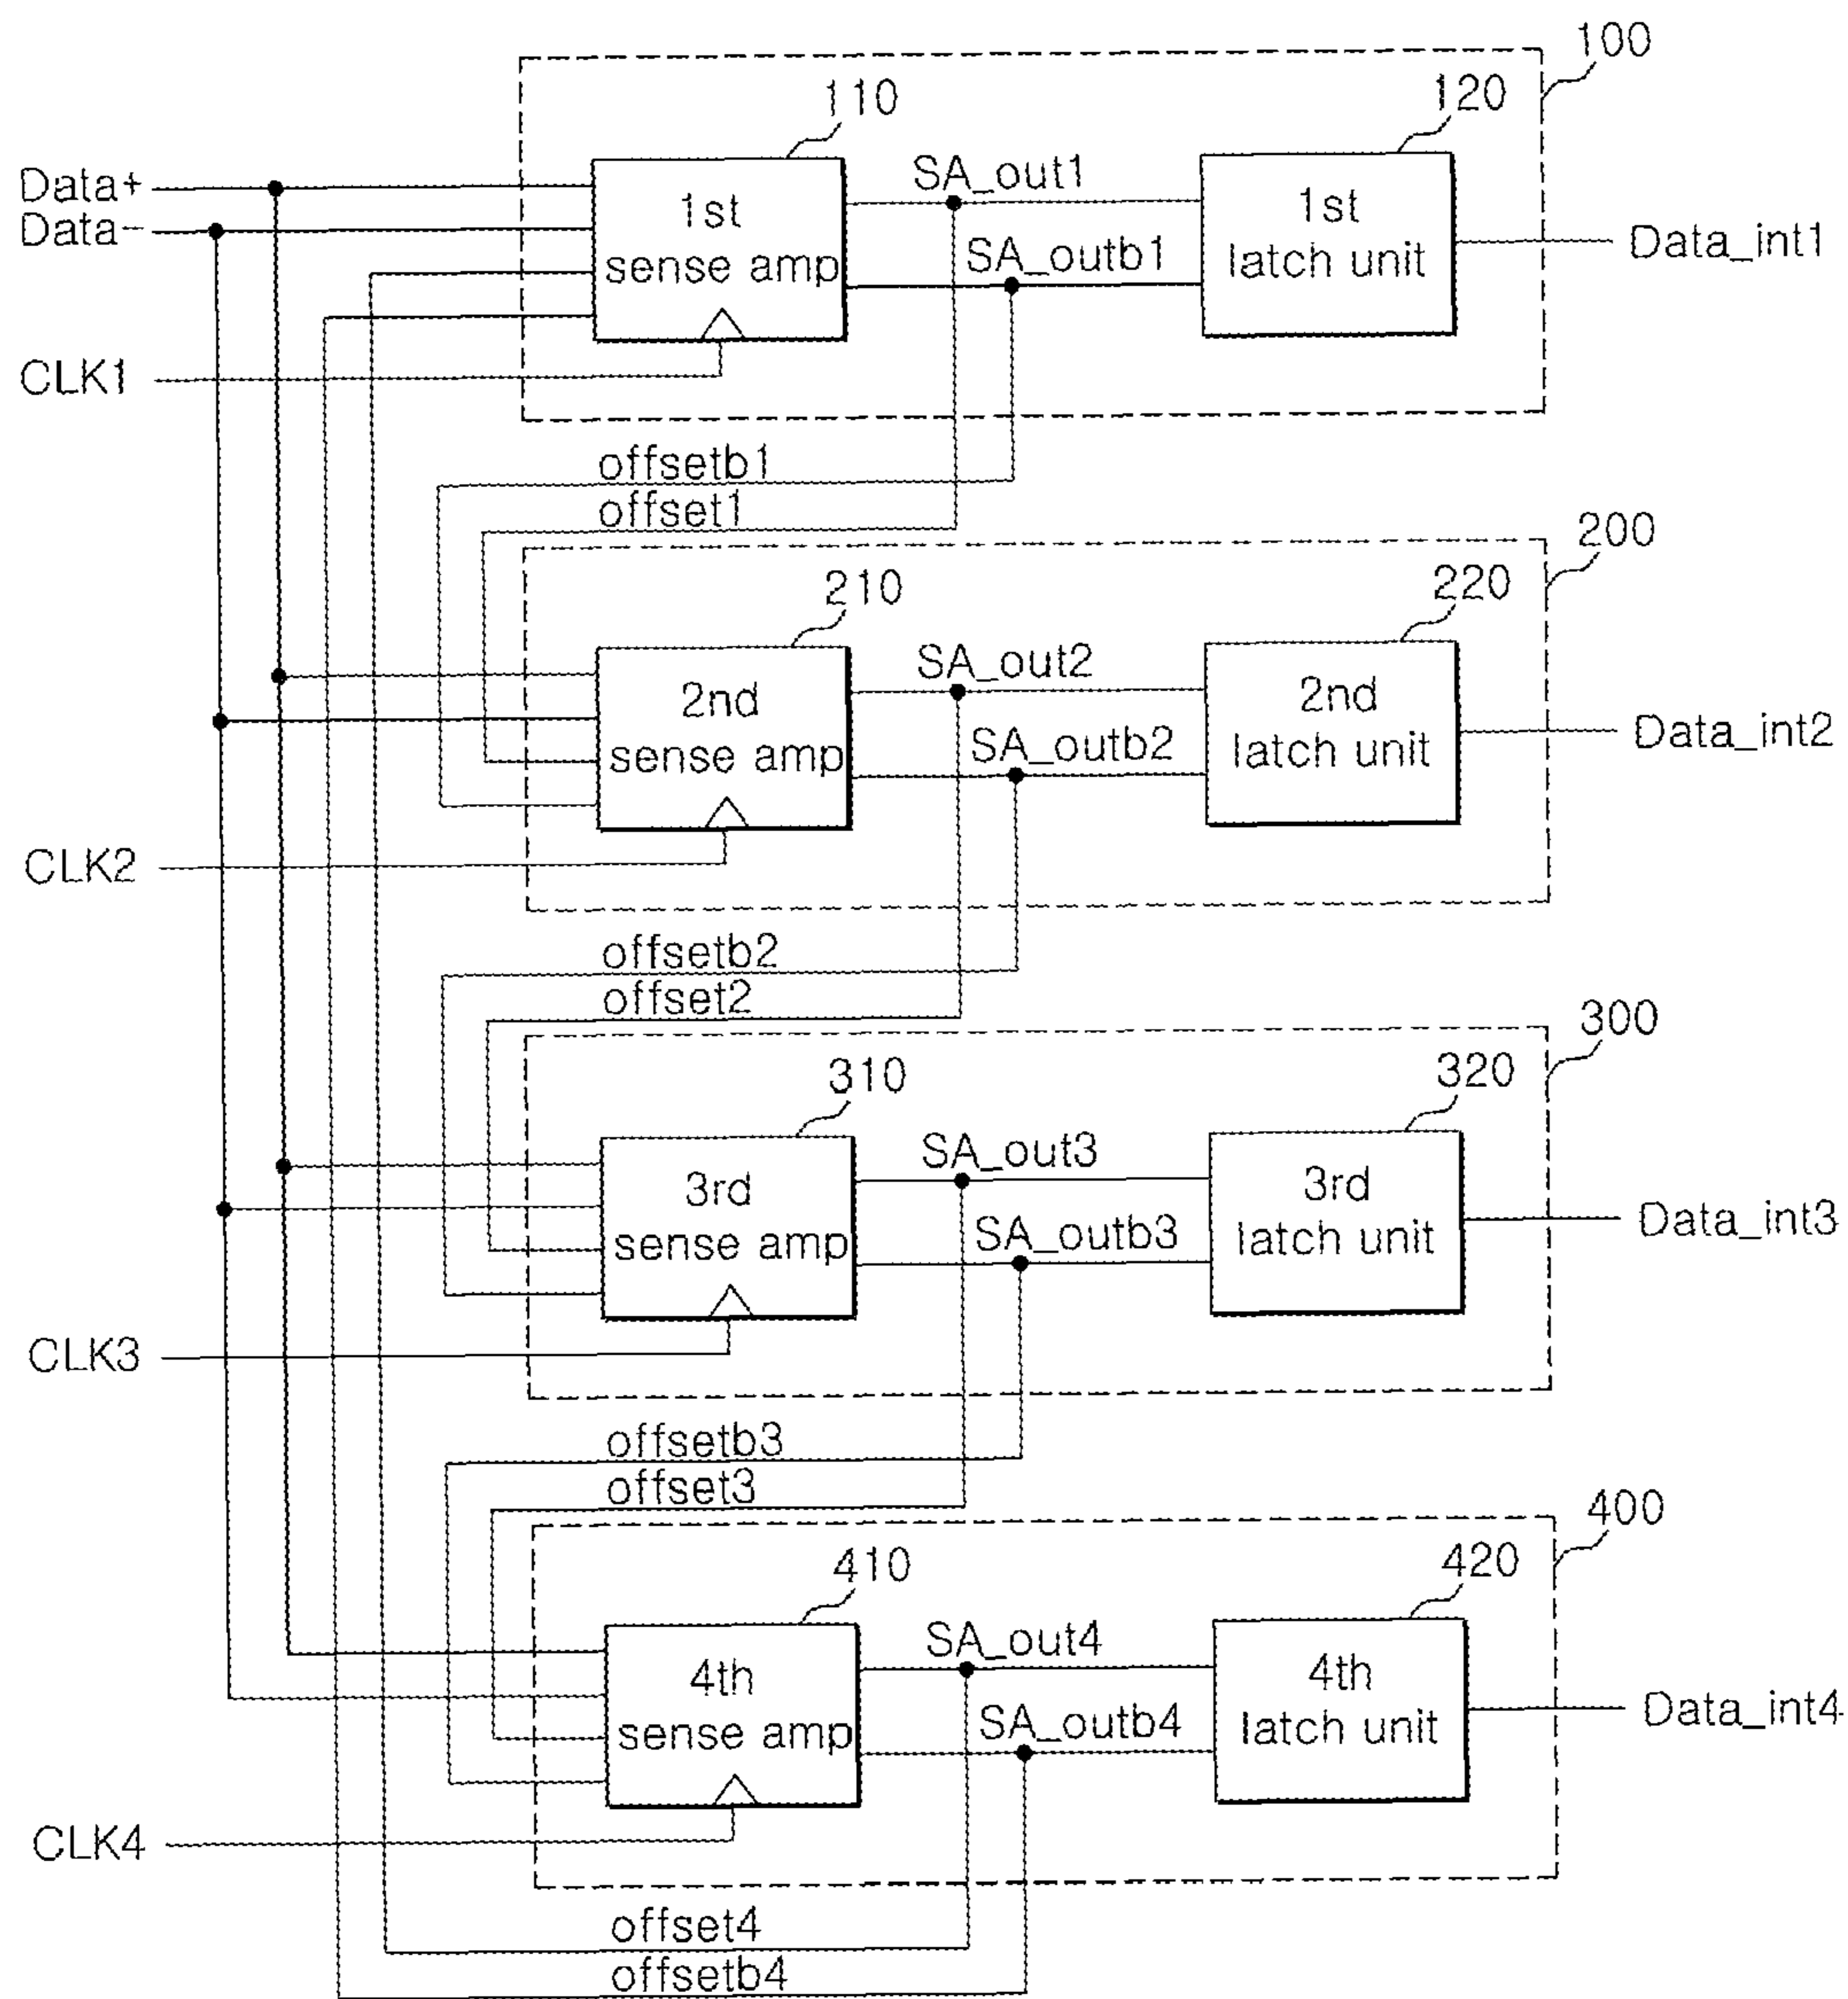 100
110
120
Data+
Data-
SA_out1
1st
sense amp
1st
latch unit
SA_outb1
Data_int1
CLK1
offsetb1
offset1
200
210
220
SA_out2
2nd
sense amp
2nd
latch unit
SA_outb2
Data_int2
CLK2
offsetb2
offset2
300
310
320
SA_out3
3rd
sense amp
3rd
latch unit
SA_outb3
Data_int3
CLK3
offsetb3
offset3
400
410
420
SA_out4
4th
sense amp
4th
latch unit
SA_outb4
Data_int4
CLK4
offset4
offsetb4